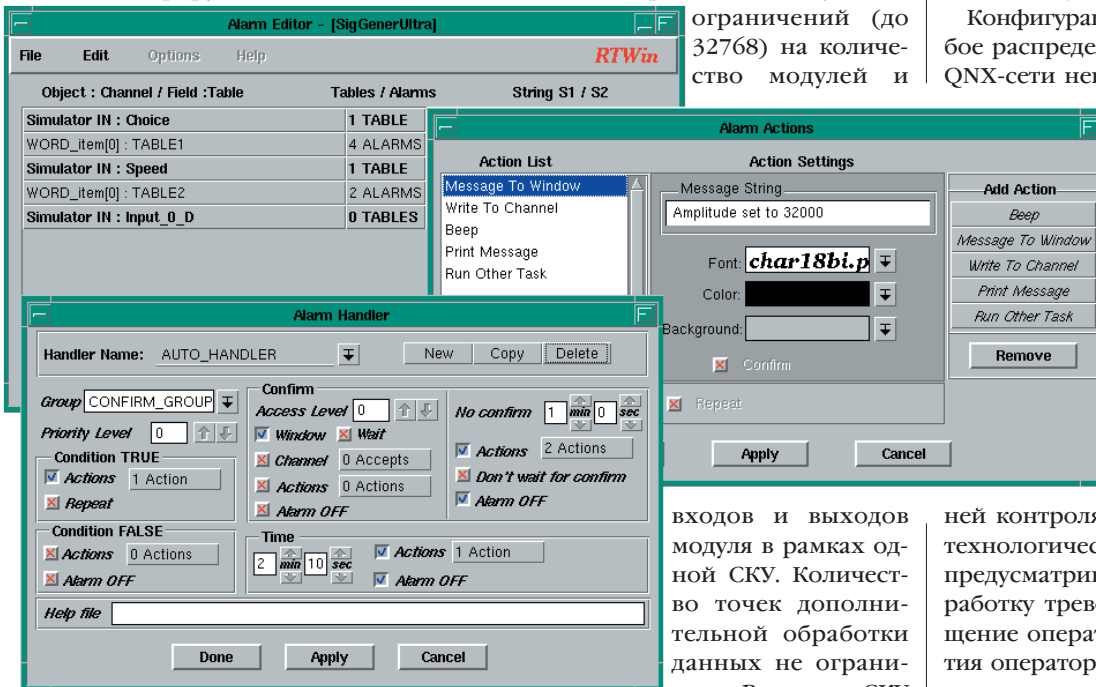 Alarm Editor - [SigGenerUltra]
File Edit Options Help RTWin
Object : Channel / Field :Table Tables / Alarms String S1 / S2
Simulator IN : Choice 1 TABLE
WORD_item[0] : TABLE1 4 ALARMS
Simulator IN : Speed 1 TABLE
WORD_item[0] : TABLE2 2 ALARMS
Simulator IN : Input_0_D 0 TABLES
Alarm Actions
Action List
Message To Window
Write To Channel
Beep
Print Message
Run Other Task
Action Settings
Message String
Amplitude set to 32000
Font: char18bi.p
Color:
Background:
Confirm
Repeat
Add Action
Beep
Message To Window
Write To Channel
Print Message
Run Other Task
Remove
Apply Cancel
Alarm Handler
Handler Name: AUTO_HANDLER New Copy Delete
Group CONFIRM_GROUP
Priority Level 0
Condition TRUE
Actions 1 Action
Repeat
Condition FALSE
Actions 0 Actions
Alarm OFF
Confirm
Access Level 0
Window Wait
Channel 0 Accepts
Actions 0 Actions
Alarm OFF
No confirm 1 min 0 sec
Actions 2 Actions
Don't wait for confirm
Alarm OFF
Time
2 min 10 sec Actions 1 Action
Alarm OFF
Help file
Done Apply Cancel
ограничений (до
32768) на количе-
ство модулей и
входов и выходов
модуля в рамках од-
ной СКУ. Количест-
во точек дополни-
тельной обработки
данных не ограни-
Конфигурац
бое распредел
QNX-сети нег
ней контроля
технологичес
предусматрив
работку трев
щение операт
тия оператор